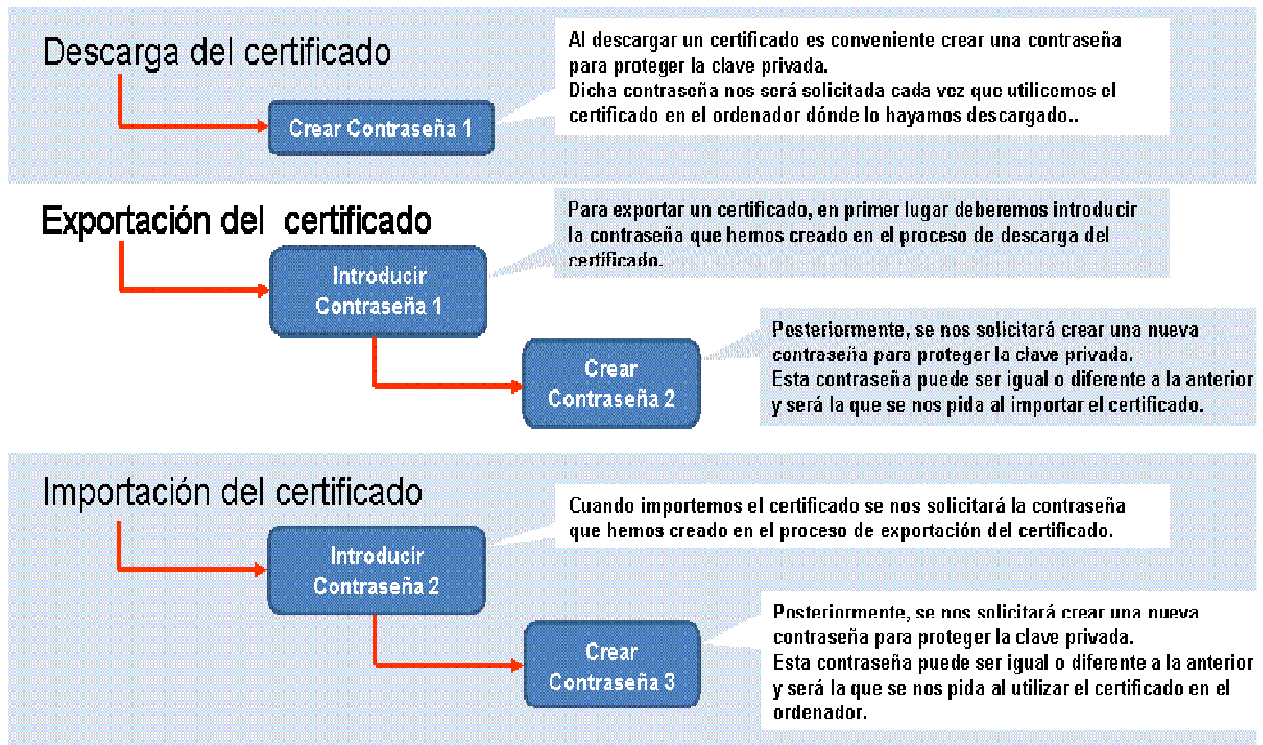 Descarga del certificado
Al descargar un certificado es conveniente crear una contraseña
para proteger la clave privada.
Dicha contraseña nos será solicitada cada vez que utilicemos el
certificado en el ordenador dónde lo hayamos descargado..
Crear Contraseña 1
Exportación del certificado
Para exportar un certificado, en primer lugar deberemos introducir
la contraseña que hemos creado en el proceso de descarga del
certificado.
Introducir
Contraseña 1
Posteriormente, se nos solicitará crear una nueva
contraseña para proteger la clave privada.
Esta contraseña puede ser igual o diferente a la anterior
y será la que se nos pida al importar el certificado.
Crear
Contraseña 2
Importación del certificado
Cuando importemos el certificado se nos solicitará la contraseña
que hemos creado en el proceso de exportación del certificado.
Introducir
Contraseña 2
Posteriormente, se nos solicitará crear una nueva
contraseña para proteger la clave privada.
Esta contraseña puede ser igual o diferente a la anterior
y será la que se nos pida al utilizar el certificado en el
ordenador.
Crear
Contraseña 3